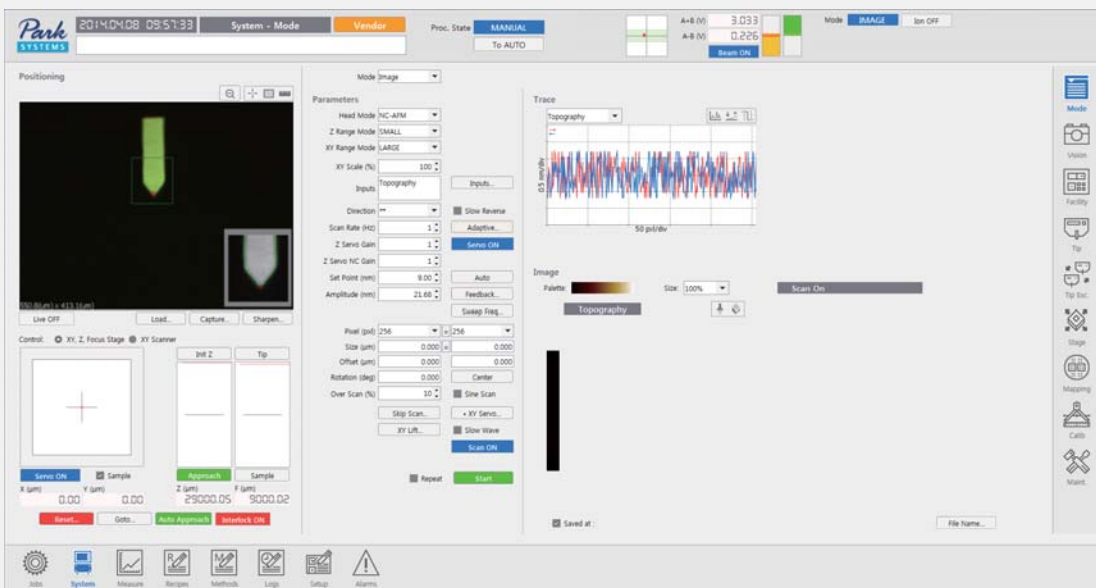 Park
SYSTEMS
2014.04.08 09:57:33
System - Mode
Vendor
Proc. State
MANUAL
To AUTO
A+B (V)
3.033
A-B (V)
0.226
Beam ON
Mode
IMAGE
Ion OFF
Positioning
Live OFF
Load...
Capture...
Sharpen...
Control:
XY, Z, Focus Stage
XY Scanner
Init Z
Tip
Servo ON
Sample
Approach
Sample
X (μm)
Y (μm)
Z (μm)
F (μm)
0.00
0.00
29000.05
9000.02
Reset...
Goto...
Auto Approach
Interlock ON
Mode
Image
Parameters
Head Mode
NC-AFM
Z Range Mode
SMALL
XY Range Mode
LARGE
XY Scale (%)
100
Inputs
Topography
Inputs...
Direction
Slow Reverse
Scan Rate (Hz)
1
Adaptive...
Z Servo Gain
1
Servo ON
Z Servo NC Gain
1
Set Point (nm)
9.00
Auto
Amplitude (nm)
21.68
Feedback...
Sweep Freq...
Pixel (pxl)
256
256
Size (μm)
0.000
0.000
Offset (μm)
0.000
0.000
Rotation (deg)
0.000
Center
Over Scan (%)
10
Sine Scan
Skip Scan...
+ XY Servo...
XY Lift...
Slow Wave
Scan ON
Repeat
Start
Trace
Topography
0.5 nm/div
50 pxl/div
Image
Palette:
Size:
100%
Scan On
Topography
Saved at :
File Name...
Mode
Vision
Facility
Tip
Tip Exc.
Stage
Mapping
Calib
Maint.
Jobs
System
Measure
Recipes
Methods
Logs
Setup
Alarms